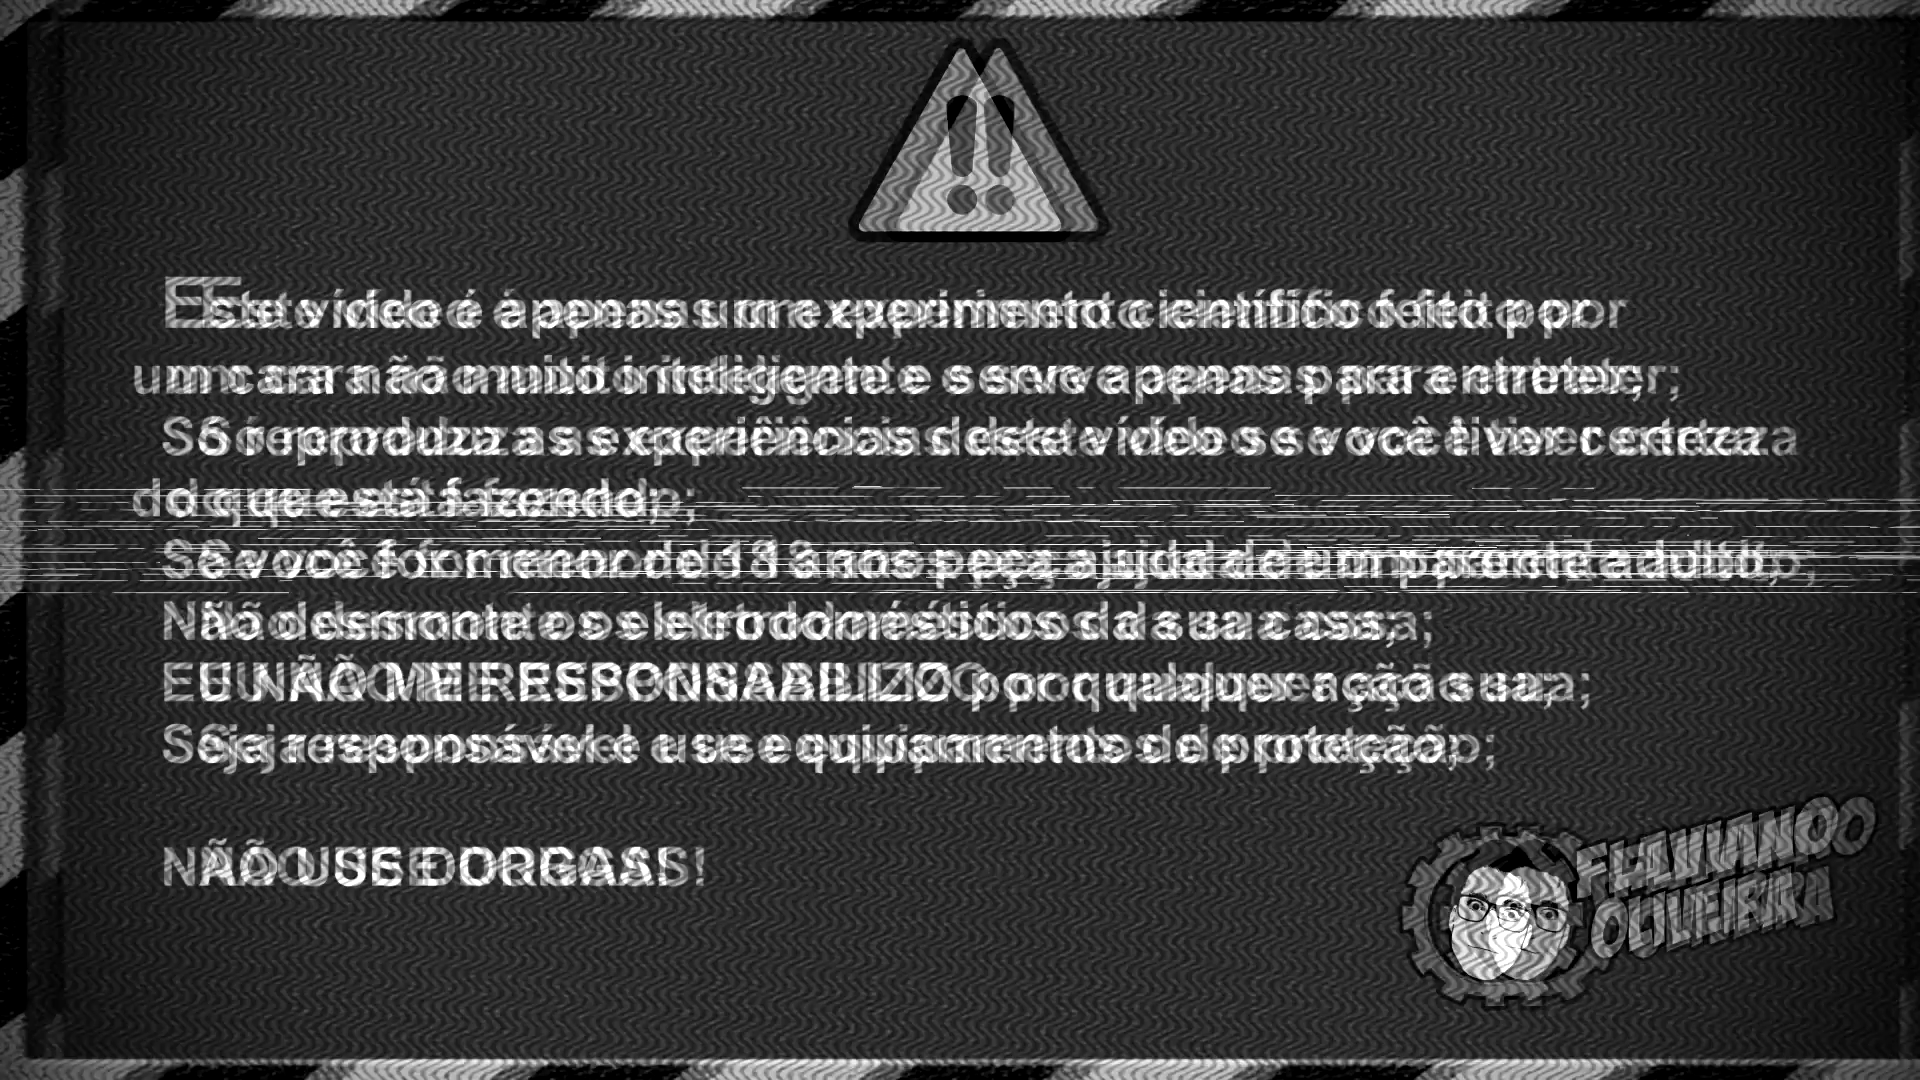 Este vídeo é apenas um experimento científico feito por
um cara não muito inteligente e serve apenas para entreter;
Só reproduza as experiências deste vídeo se você tiver certeza
do que está fazendo;
Se você for menor de 18 anos peça ajuda de um parente adulto;
Não desmonte os eletrodomésticos da sua casa;
EU NÃO ME RESPONSABILIZO por qualquer ação sua;
Seja responsável e use equipamentos de proteção;
NÃO USE DORGAS!
FLAVIANO
OLIVEIRA